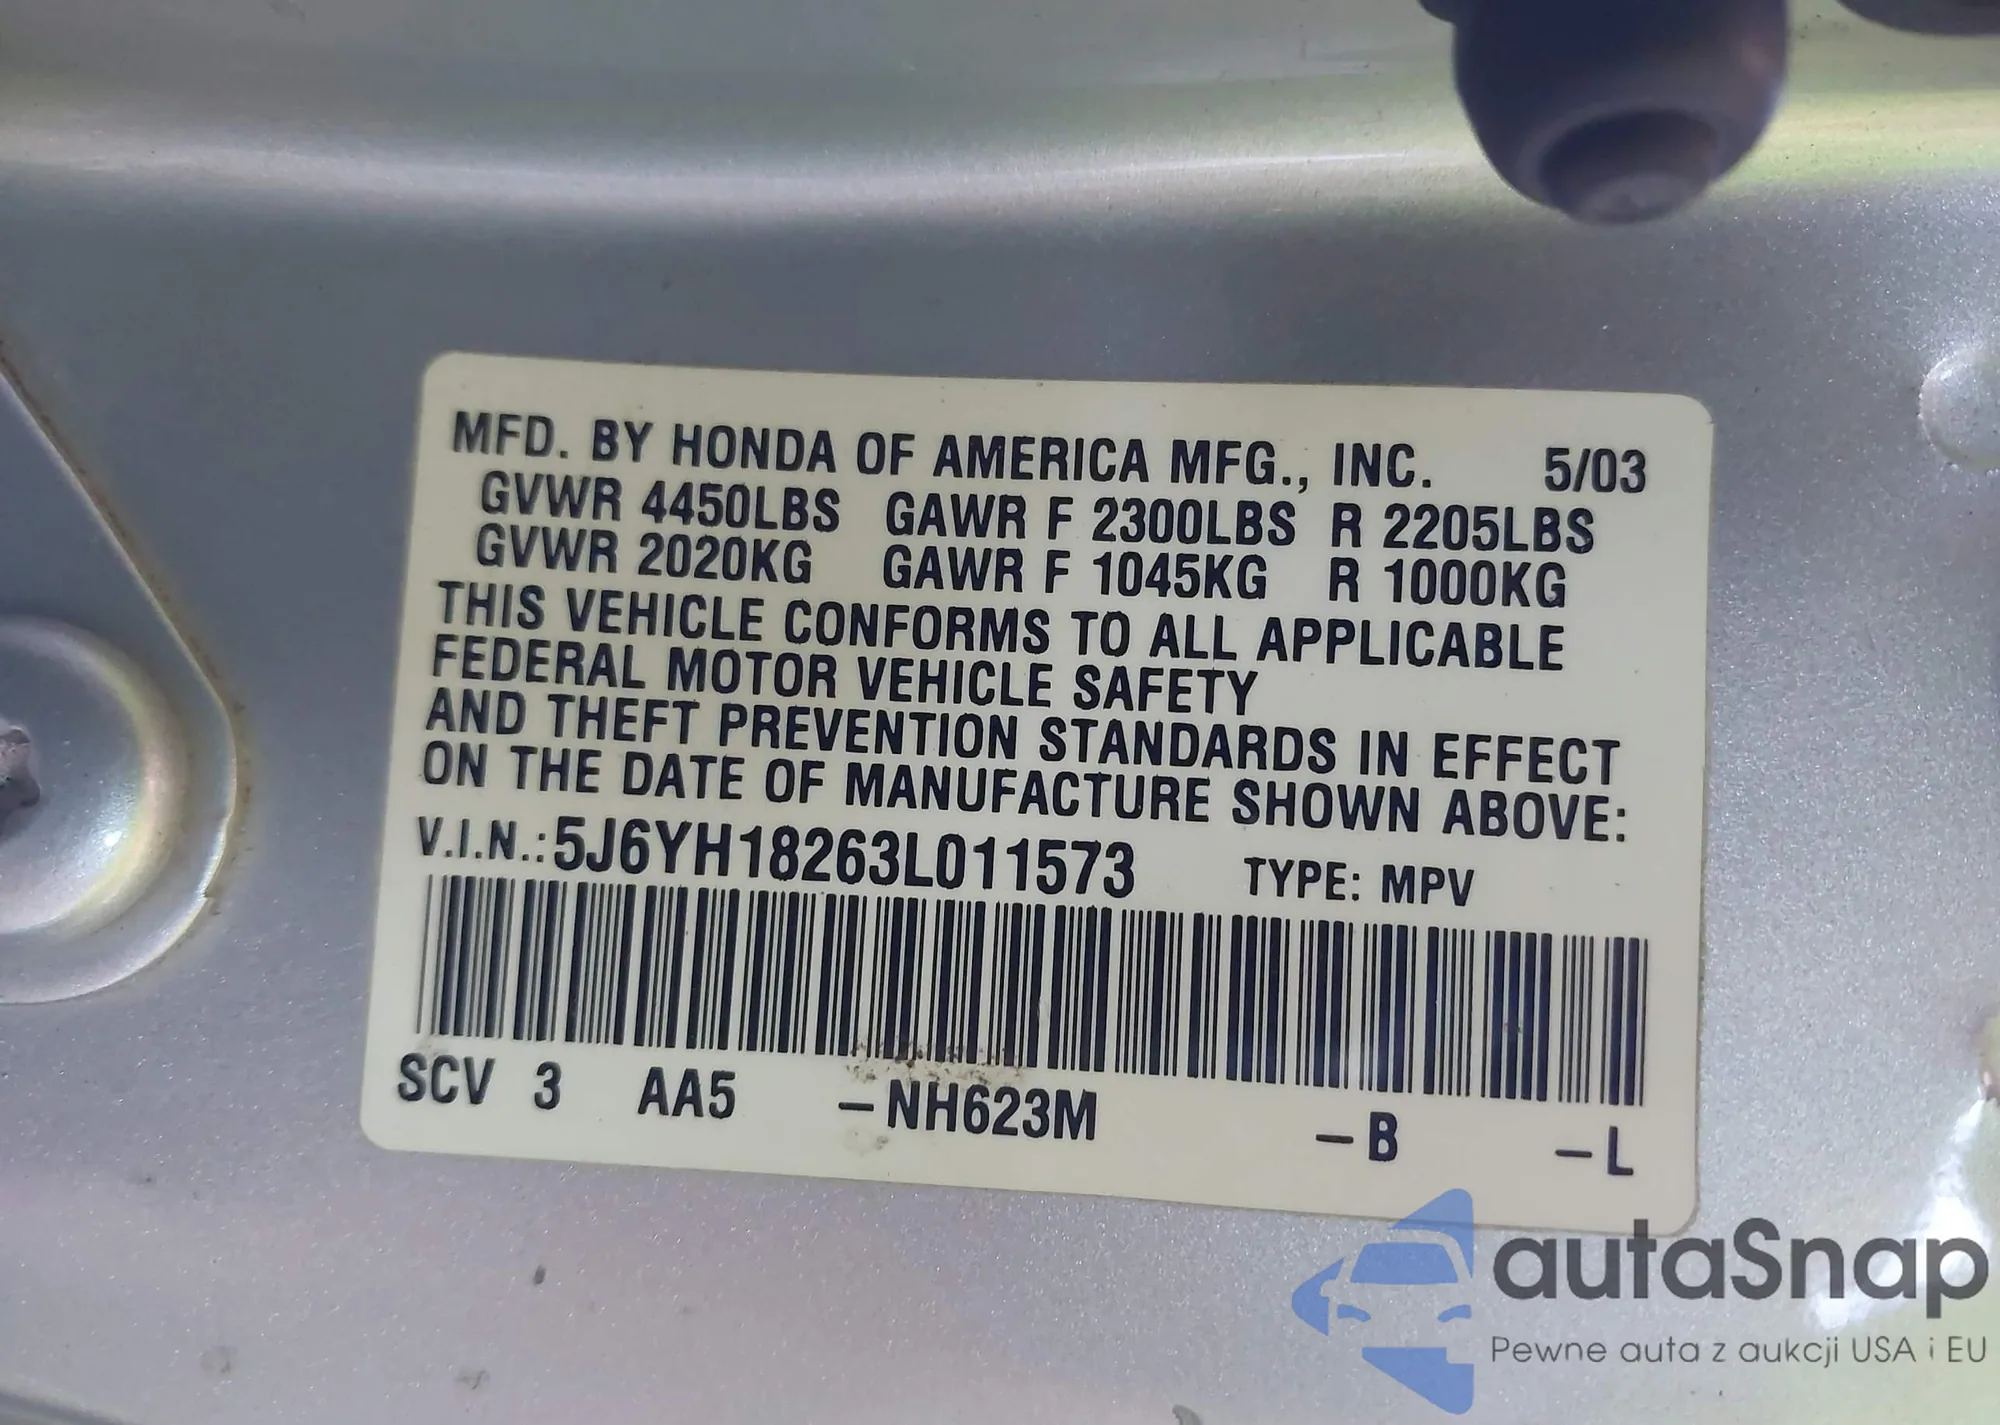 MFD. BY HONDA OF AMERICA MFG., INC. 5/03
GVWR 4450LBS GAWR F 2300LBS R 2205LBS
GVWR 2020KG GAWR F 1045KG R 1000KG
THIS VEHICLE CONFORMS TO ALL APPLICABLE
FEDERAL MOTOR VEHICLE SAFETY
AND THEFT PREVENTION STANDARDS IN EFFECT
ON THE DATE OF MANUFACTURE SHOWN ABOVE:
V.I.N.:5J6YH18263L011573 TYPE: MPV
SCV 3 AA5 –NH623M –B –L
autaSnap
Pewne auta z aukcji USA i EU